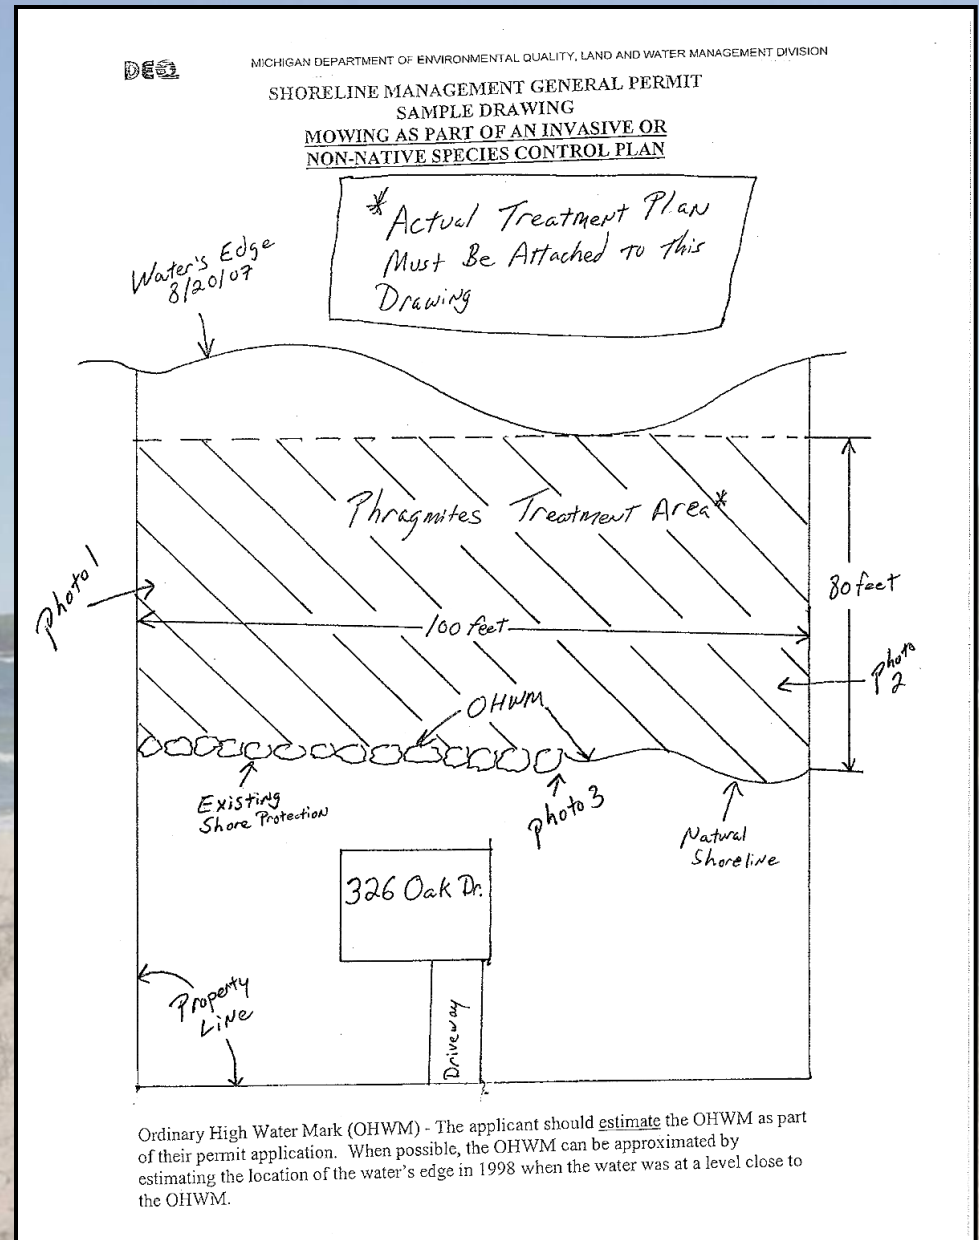 DEQ
MICHIGAN DEPARTMENT OF ENVIRONMENTAL QUALITY, LAND AND WATER MANAGEMENT DIVISION
SHORELINE MANAGEMENT GENERAL PERMIT
SAMPLE DRAWING
MOWING AS PART OF AN INVASIVE OR
NON-NATIVE SPECIES CONTROL PLAN
*Actual Treatment Plan
Must Be Attached to This
Drawing
Water's Edge
8/20/07
Phragmites Treatment Area*
Photo 1
80 feet
100 feet
Photo
2
OHWM
Existing
Shore Protection
photo 3
Natural
Shoreline
326 Oak Dr.
Property
Line
Driveway
Ordinary High Water Mark (OHWM) - The applicant should estimate the OHWM as part
of their permit application. When possible, the OHWM can be approximated by
estimating the location of the water's edge in 1998 when the water was at a level close to
the OHWM.